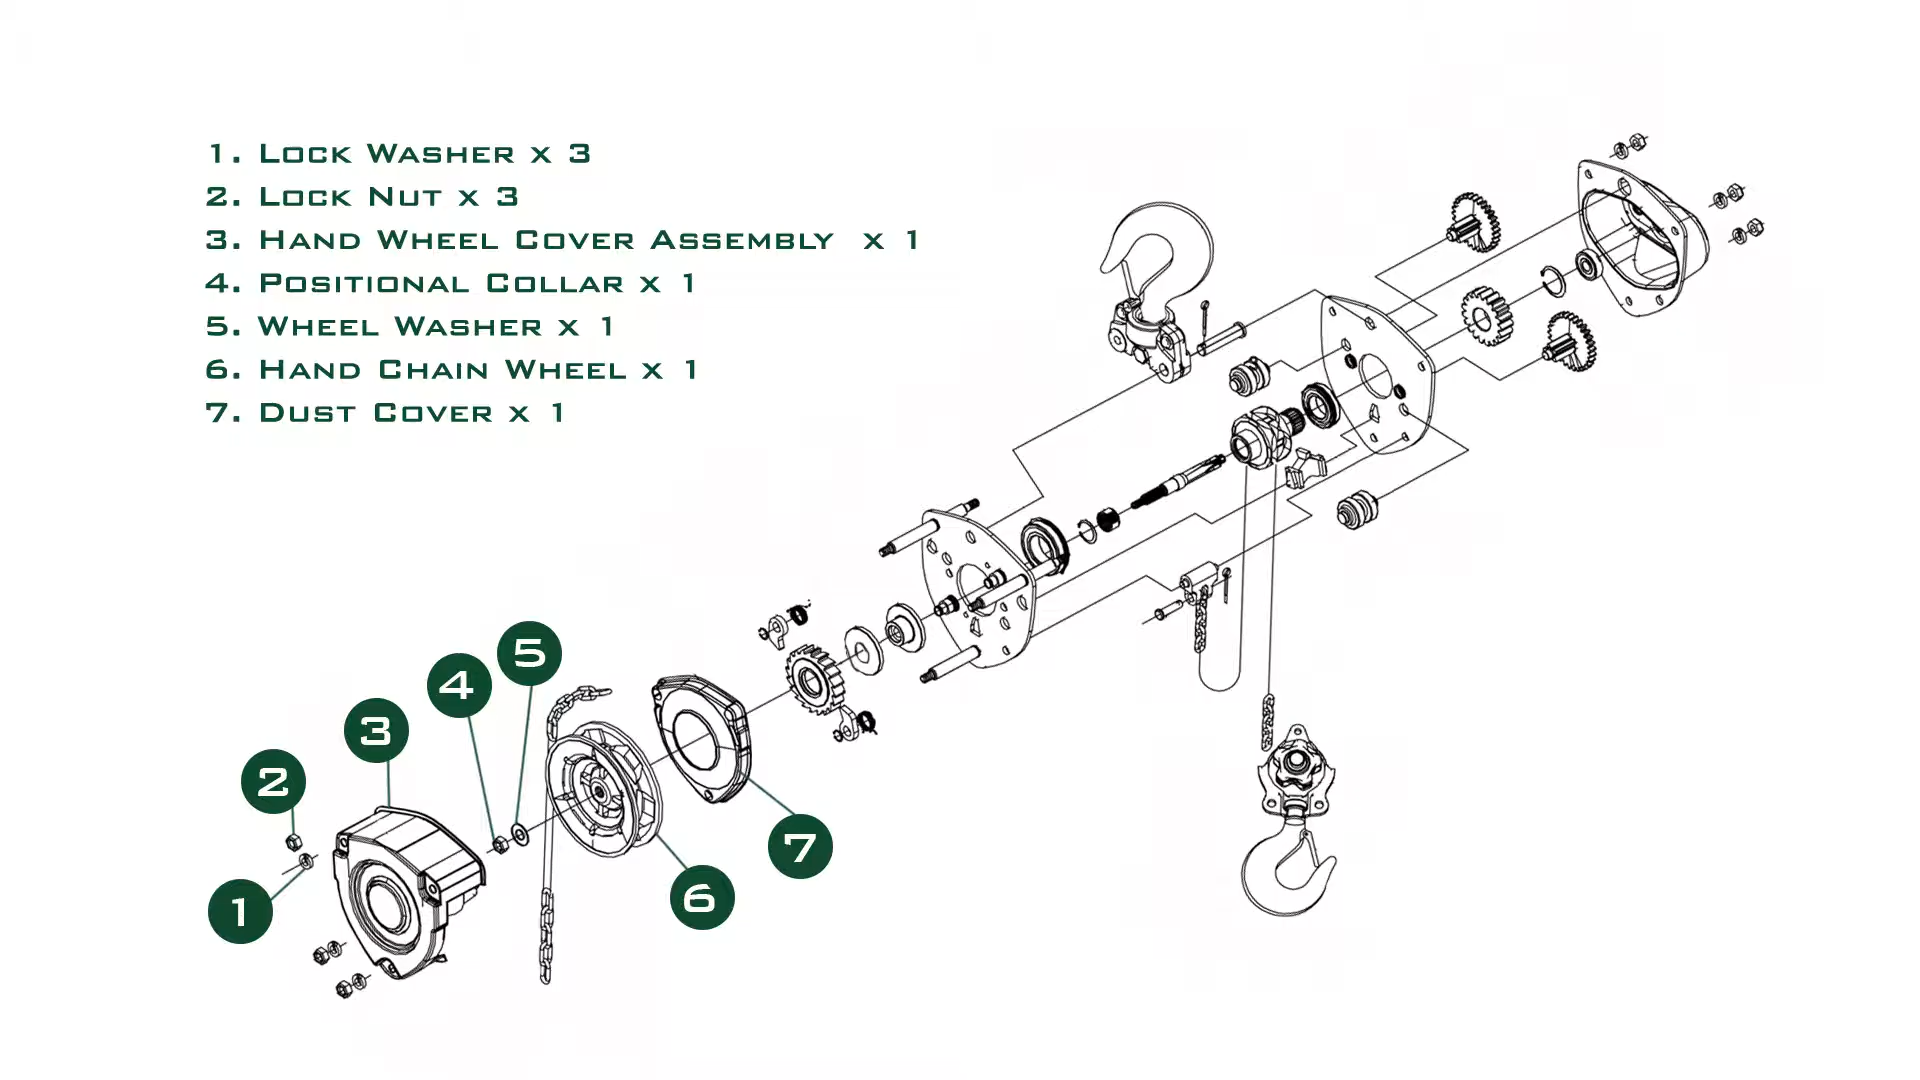 1. Lock Washer x 3
2. Lock Nut x 3
3. Hand Wheel Cover Assembly x 1
4. Positional Collar x 1
5. Wheel Washer x 1
6. Hand Chain Wheel x 1
7. Dust Cover x 1
5
4
3
2
7
6
1